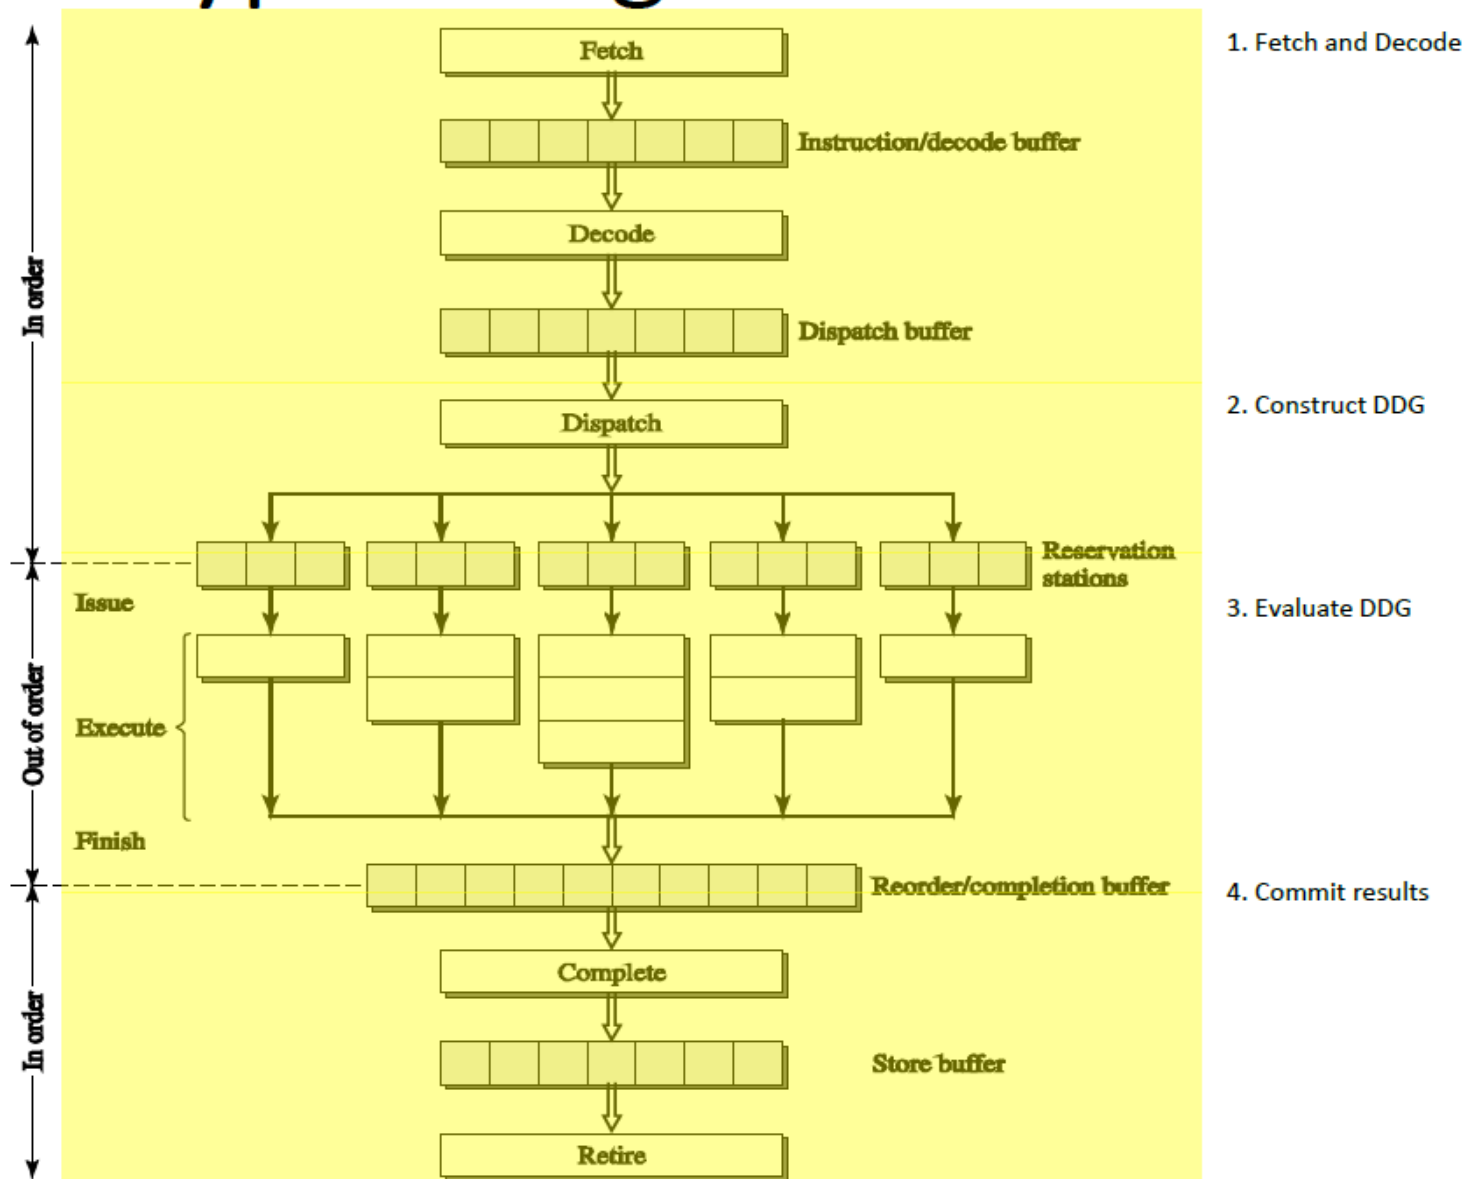 1. Fetch and Decode
Fetch
Instruction/decode buffer
Decode
In order
Dispatch buffer
2. Construct DDG
Dispatch
Reservation
stations
Issue
3. Evaluate DDG
Out of order
Execute
Finish
Reorder/completion buffer
4. Commit results
Complete
In order
Store buffer
Retire